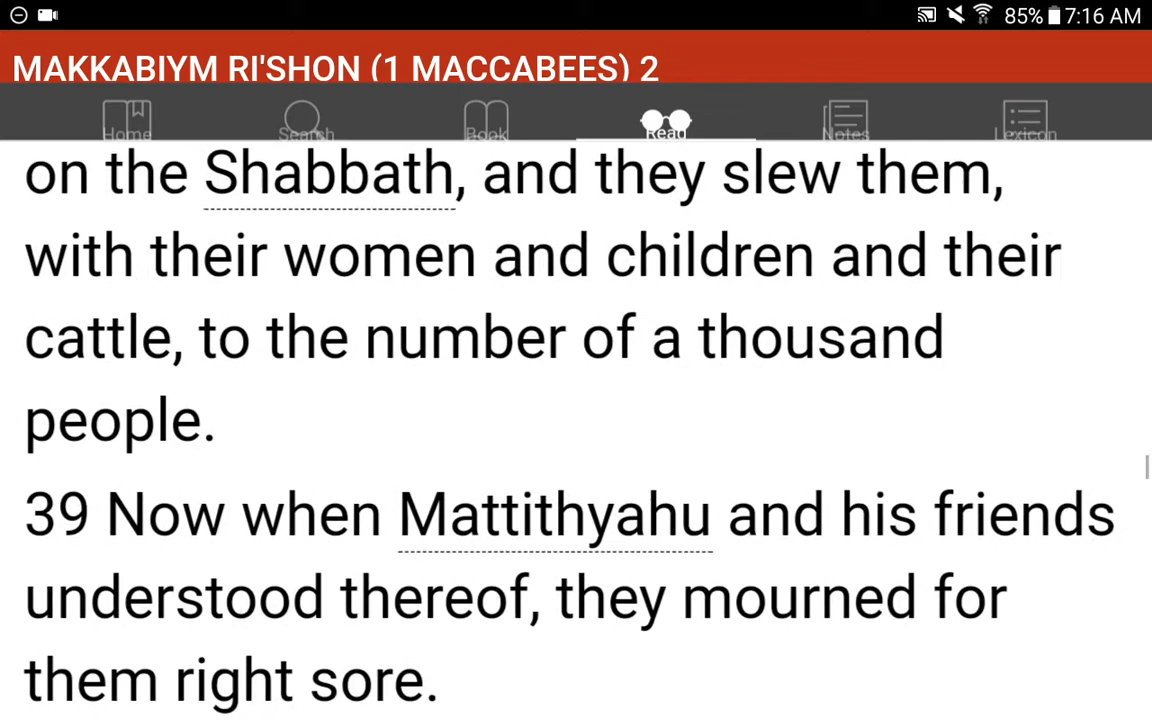 85% 7:16 AM
MAKKABIYM RI'SHON (1 MACCABEES) 2
Home Search Book Read Notes Lexicon
on the Shabbath, and they slew them,
with their women and children and their
cattle, to the number of a thousand
people.
39 Now when Mattithyahu and his friends
understood thereof, they mourned for
them right sore.